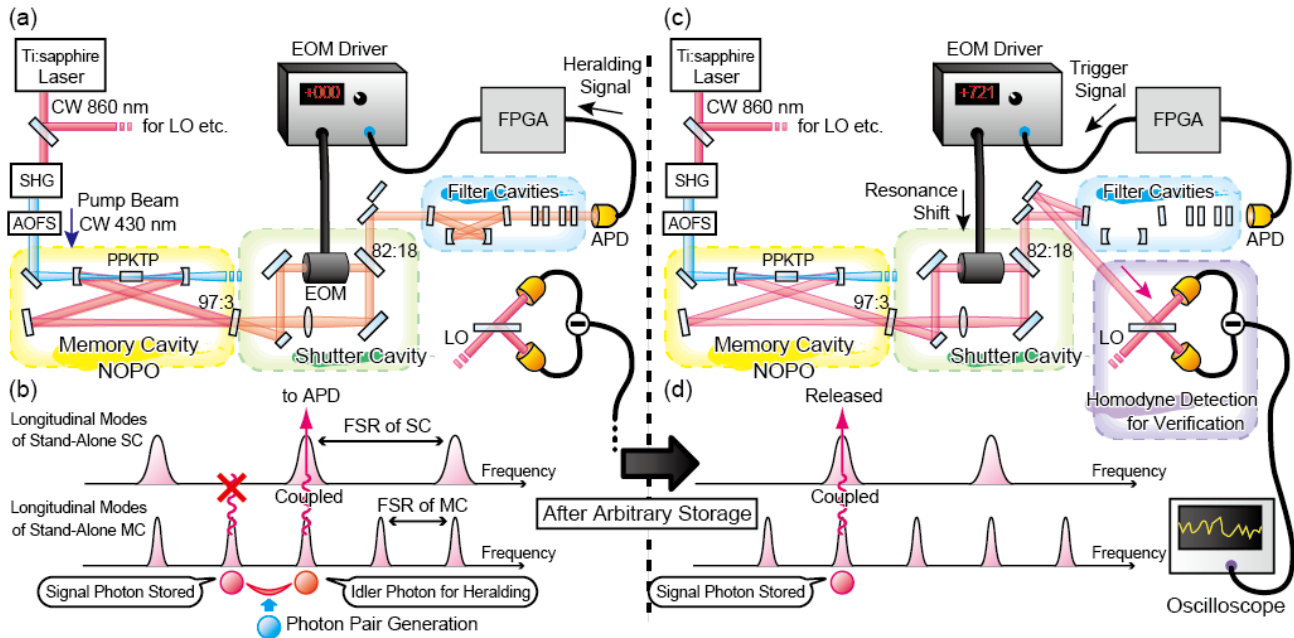 (a)
Ti:sapphire
Laser
CW 860 nm
for LO etc.
SHG
AOFS
Pump Beam
CW 430 nm
EOM Driver
+000
Heralding
Signal
FPGA
Filter Cavities
APD
82:18
EOM
PPKTP
97:3
Memory Cavity
NOPO
Shutter Cavity
LO
(b)
Longitudinal Modes
of Stand-Alone SC
to APD
FSR of SC
Frequency
Coupled
Longitudinal Modes
of Stand-Alone MC
FSR of MC
Frequency
Signal Photon Stored
Idler Photon for Heralding
Photon Pair Generation
After Arbitrary Storage
(c)
Ti:sapphire
Laser
CW 860 nm
for LO etc.
SHG
AOFS
EOM Driver
+721
Trigger
Signal
FPGA
Resonance
Shift
Filter Cavities
APD
82:18
PPKTP
97:3
Memory Cavity
NOPO
Shutter Cavity
LO
Homodyne Detection
for Verification
(d)
Released
Frequency
Coupled
Frequency
Signal Photon Stored
Oscilloscope